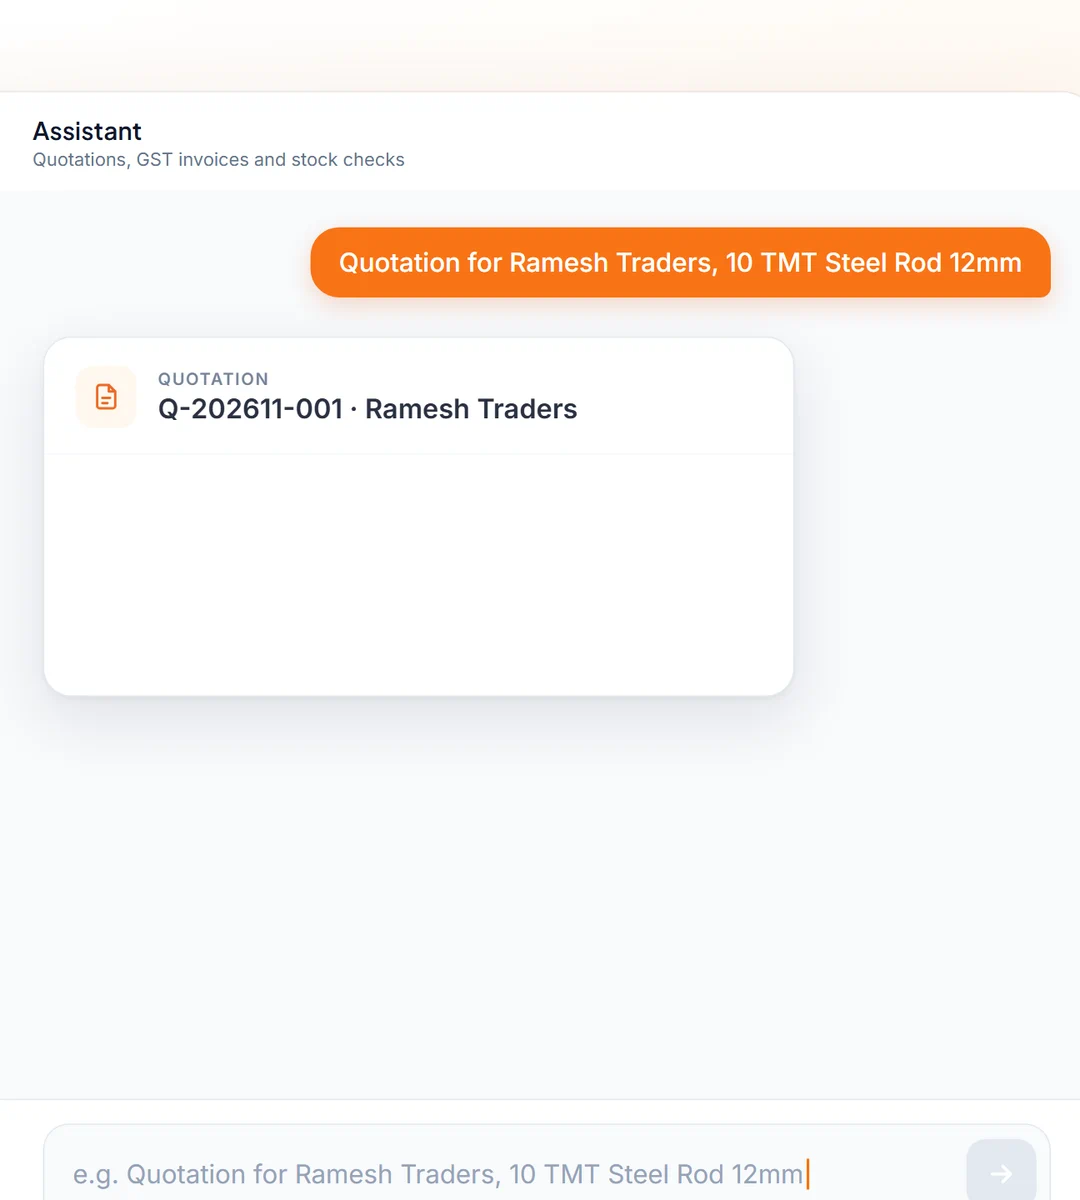 Assistant
Quotations, GST invoices and stock checks
Quotation for Ramesh Traders, 10 TMT Steel Rod 12mm
QUOTATION
Q-202611-001 · Ramesh Traders
e.g. Quotation for Ramesh Traders, 10 TMT Steel Rod 12mm